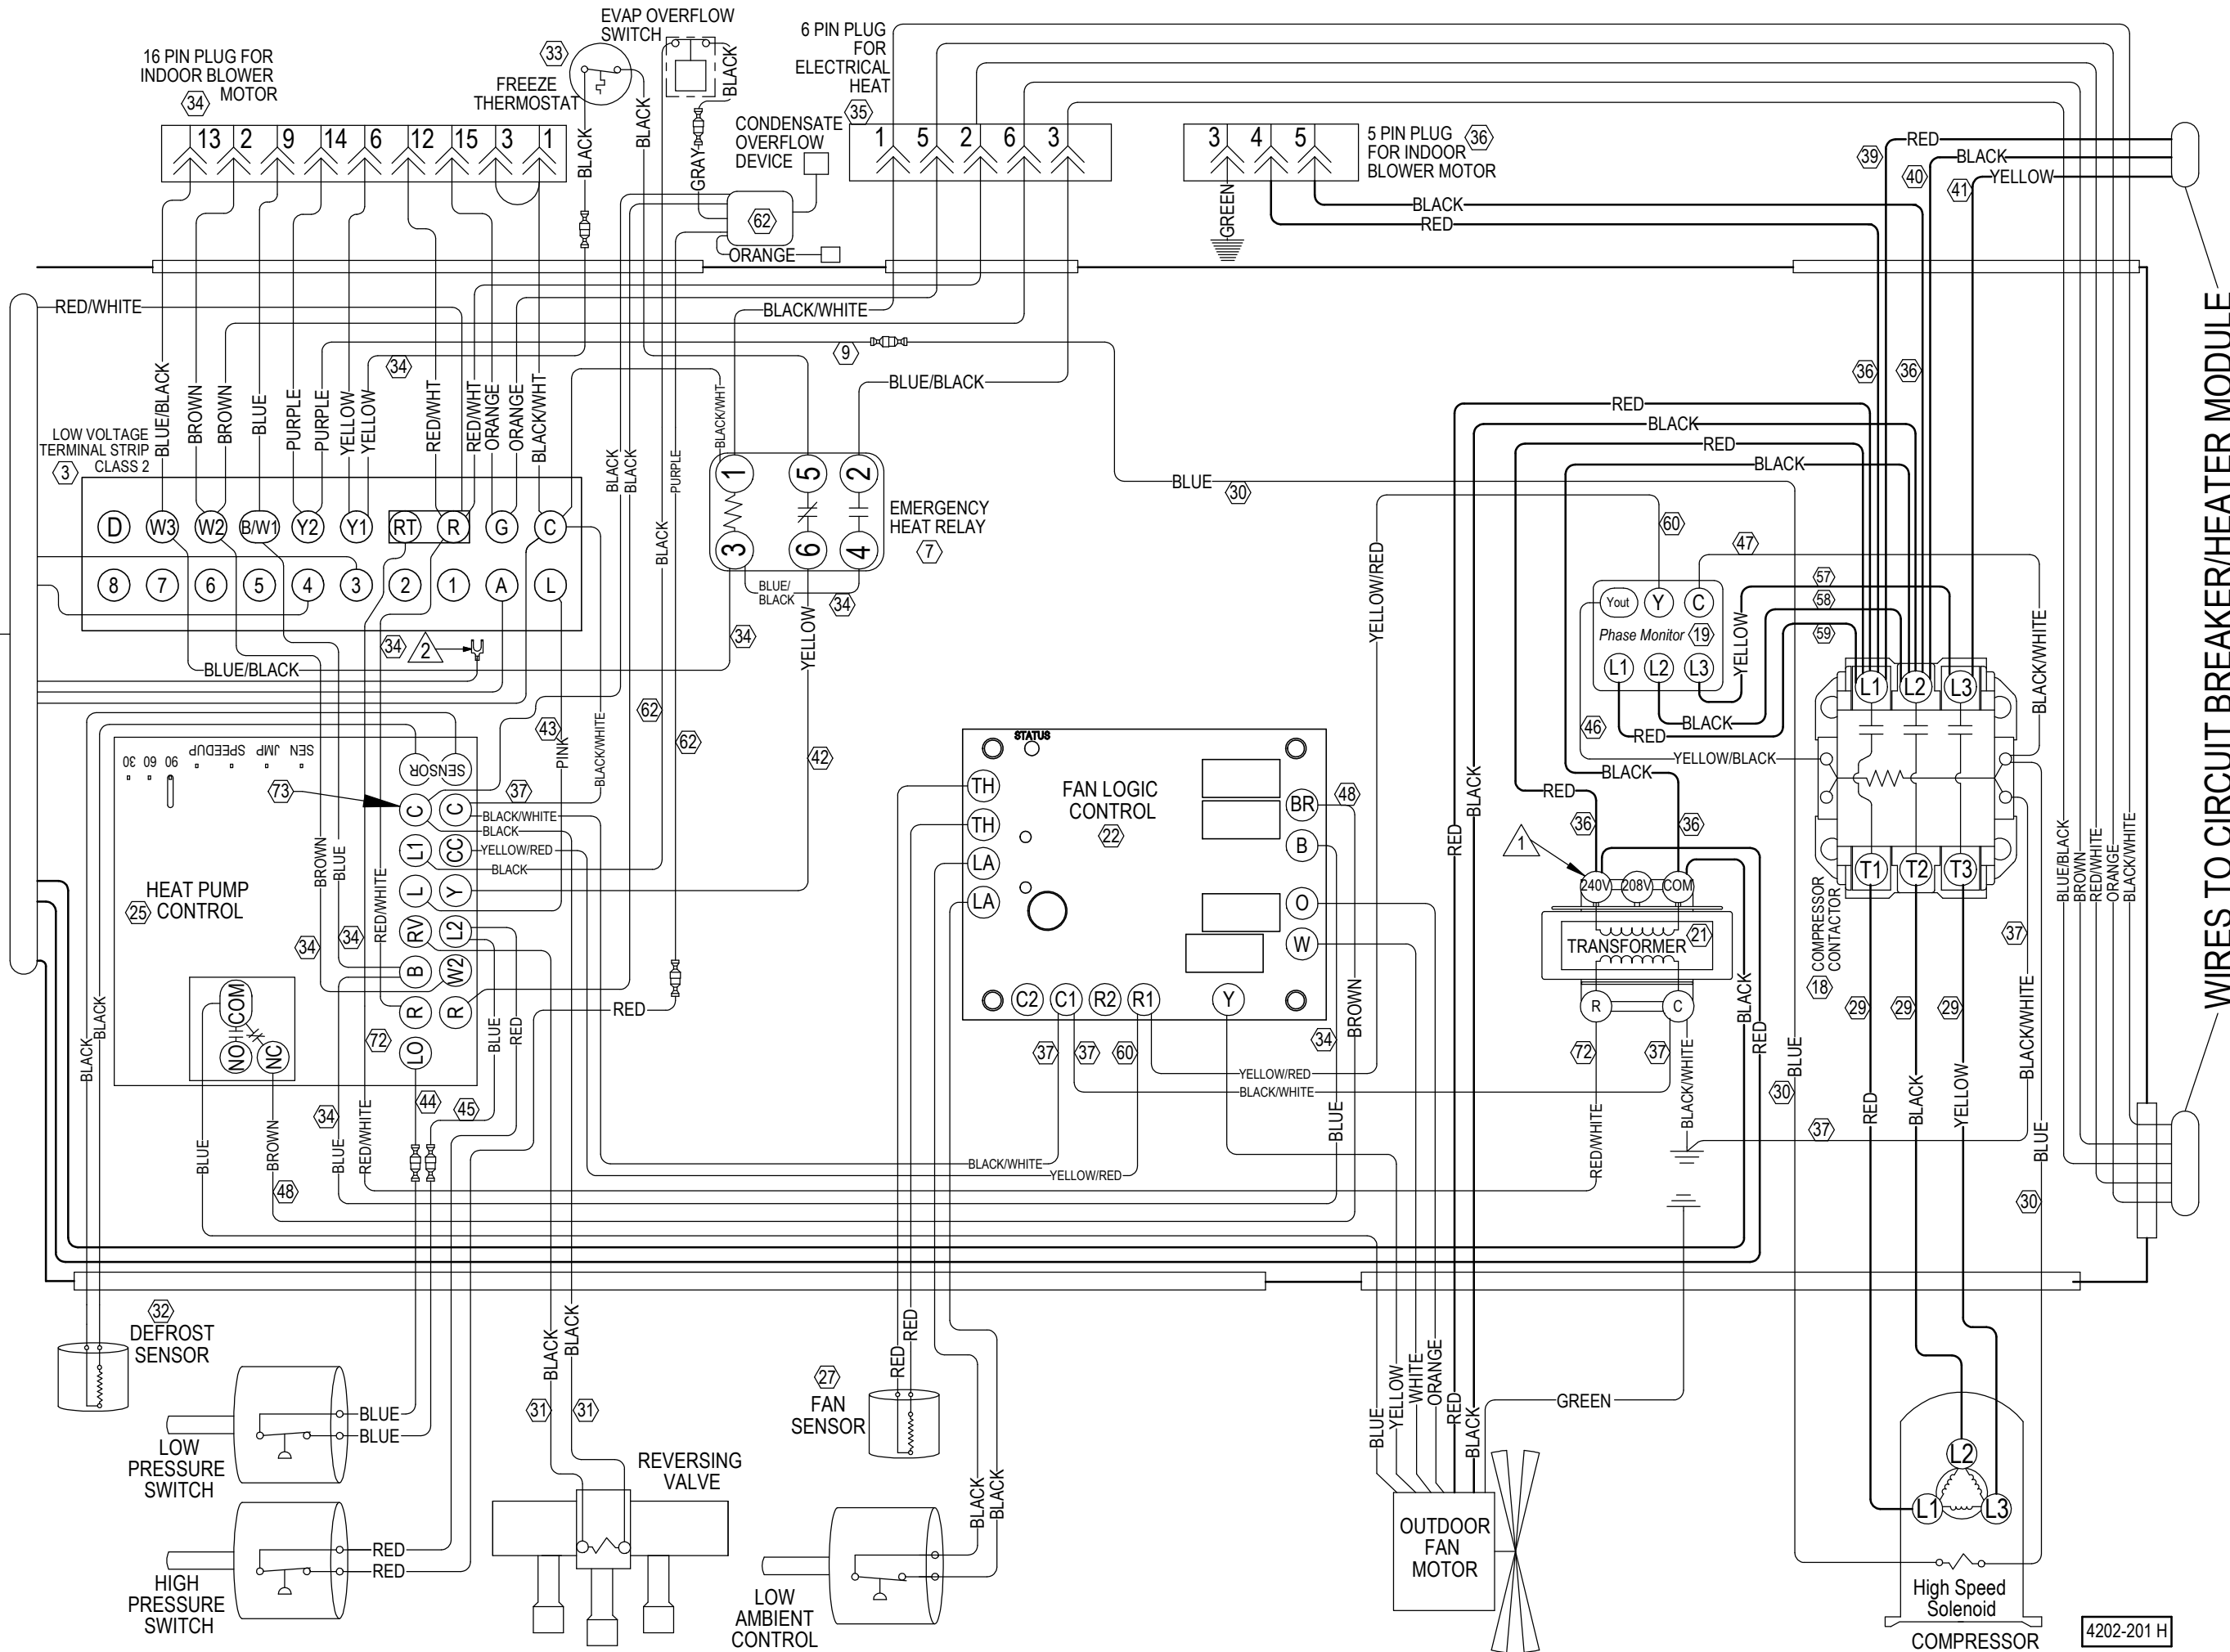 EVAP OVERFLOW
SWITCH
33
FREEZE
THERMOSTAT
16 PIN PLUG FOR
INDOOR BLOWER
MOTOR
34
13 2 9 14 6 12 15 3 1
BLACK
BLACK
BLACK
GRAY
CONDENSATE
OVERFLOW
DEVICE
62
ORANGE
6 PIN PLUG
FOR
ELECTRICAL
HEAT
35
1 5 2 6 3
3 4 5
5 PIN PLUG
FOR INDOOR
BLOWER MOTOR
36
GREEN
BLACK
RED
39
40
41
RED
BLACK
YELLOW
WIRES TO CIRCUIT BREAKER/HEATER MODULE
RED/WHITE
BLACK/WHITE
9
BLUE/BLACK
34
BLUE/BLACK
BROWN
BROWN
BLUE
PURPLE
PURPLE
YELLOW
YELLOW
RED/WHT
RED/WHT
ORANGE
ORANGE
BLACK/WHT
LOW VOLTAGE
TERMINAL STRIP
CLASS 2
3
D W3 W2 B/W1 Y2 Y1 RT R G C
8 7 6 5 4 3 2 1 A L
BLACK
BLACK
BLACK
PURPLE
BLACK/WHT
1 5 2
3 6 4
EMERGENCY
HEAT RELAY
7
BLUE/
BLACK
34
34
YELLOW
34
2
BLUE/BLACK
36
36
RED
BLACK
RED
BLACK
BLUE
30
YELLOW/RED
60
47
Yout Y C
Phase Monitor 19
L1 L2 L3
57
58
59
YELLOW
BLACK
RED
46
YELLOW/BLACK
BLACK/WHITE
BLACK
RED
L1 L2 L3
T1 T2 T3
COMPRESSOR
CONTACTOR
18
30 60 90
SPEEDUP
JMP
SEN
SENSOR
73
37
43
PINK
BLACK/WHITE
62
62
42
C C
BLACK/WHITE
BLACK
L1 CC
YELLOW/RED
BLACK
L Y
RV L2
B W2
R R
LO
HEAT PUMP
CONTROL
25
BROWN
BLUE
34
34
RED/WHITE
COM
NO
NC
72
BLUE
RED
RED
BLACK
BLACK
STATUS
FAN LOGIC
CONTROL
22
TH
TH
LA
LA
BR
B
O
W
C2 C1 R2 R1 Y
48
34
BROWN
37
37
60
YELLOW/RED
BLACK/WHITE
RED
BLACK
1
36
36
240V 208V COM
TRANSFORMER 21
R C
72
37
BLACK
RED
BLACK/WHITE
RED/WHITE
29
29
29
37
BLACK/WHITE
BLUE/BLACK
BROWN
RED/WHITE
ORANGE
BLACK/WHITE
BLUE
30
RED
BLACK
YELLOW
37
BLUE
30
44
45
34
BLUE
BROWN
48
BLUE
RED/WHITE
BLUE
BLACK/WHITE
YELLOW/RED
32
DEFROST
SENSOR
BLUE
BLUE
LOW
PRESSURE
SWITCH
RED
RED
HIGH
PRESSURE
SWITCH
BLACK
BLACK
31
31
REVERSING
VALVE
RED
RED
27
FAN
SENSOR
BLACK
BLACK
LOW
AMBIENT
CONTROL
BLUE
YELLOW
WHITE
ORANGE
RED
BLACK
GREEN
OUTDOOR
FAN
MOTOR
L2
L1 L3
High Speed
Solenoid
COMPRESSOR
4202-201 H